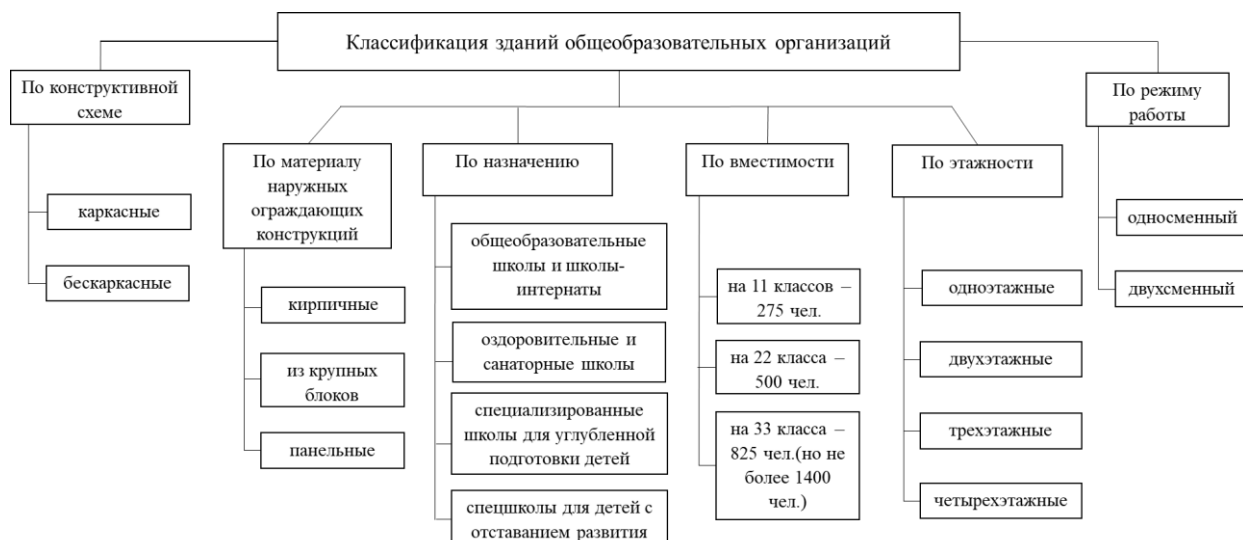 Классификация зданий общеобразовательных организаций
По конструктивной
схеме
каркасные
бескаркасные
По материалу
наружных
ограждающих
конструкций
кирпичные
из крупных
блоков
панельные
По назначению
общеобразовательные
школы и школы-
интернаты
оздоровительные и
санаторные школы
специализированные
школы для углубленной
подготовки детей
спецшколы для детей с
отставанием развития
По вместимости
на 11 классов –
275 чел.
на 22 класса –
500 чел.
на 33 класса –
825 чел.(но не
более 1400
чел.)
По этажности
одноэтажные
двухэтажные
трехэтажные
четырехэтажные
По режиму
работы
односменный
двухсменный